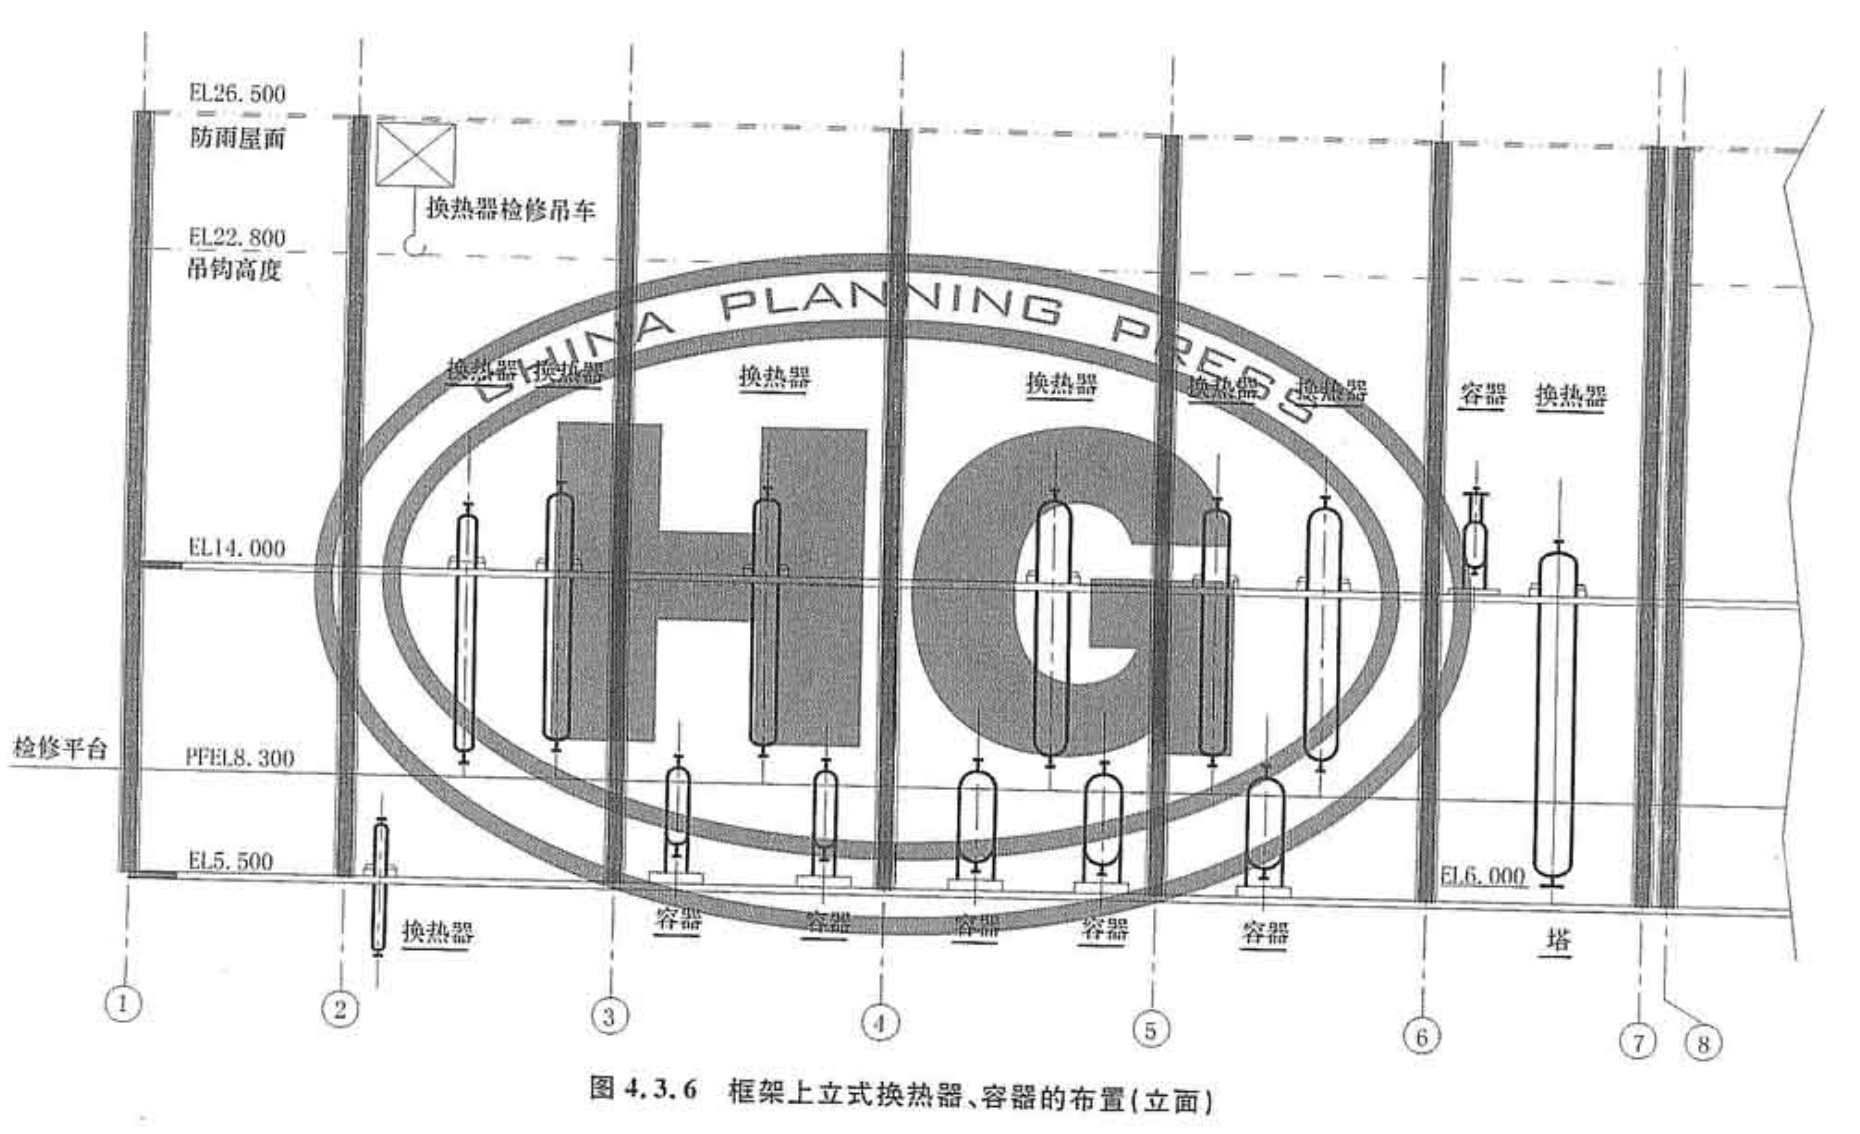 EL26.500
防雨屋面
换热器检修吊车
EL22.800
吊钩高度
CHINA PLANNING PRESS
换热器 换热器 换热器 换热器 换热器 换热器 容器 换热器
HG
EL14.000
检修平台
PFEL8.300
EL5.500
EL6.000
换热器 容器 容器 容器 容器 容器 塔
1 2 3 4 5 6 7 8
图 4.3.6 框架上立式换热器、容器的布置(立面)